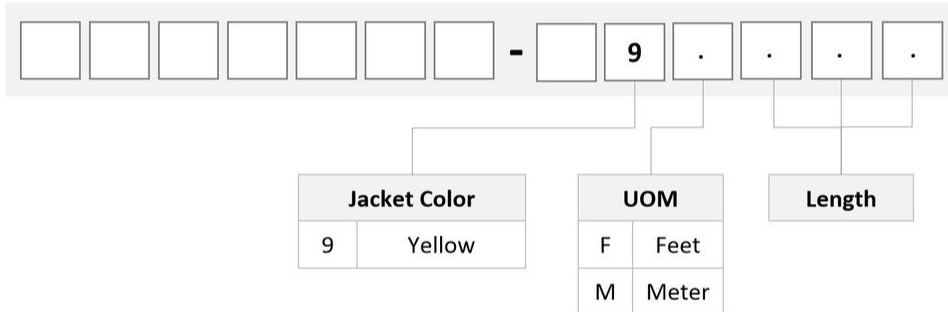 - 9 . . . .
Jacket Color UOM Length
9 Yellow F Feet
M Meter